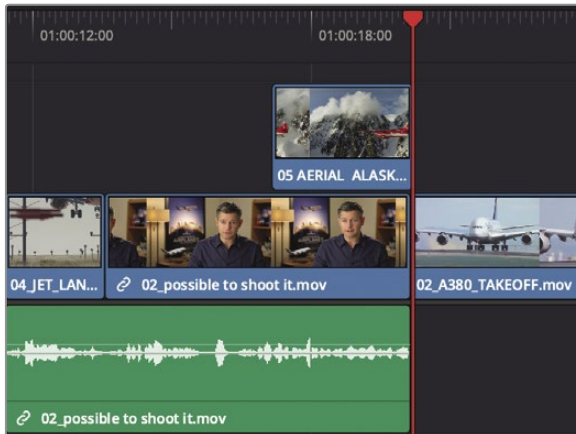 01:00:12:00
01:00:18:00
05 AERIAL ALASK...
04_JET_LAN...
02_possible to shoot it.mov
02_A380_TAKEOFF.mov
02_possible to shoot it.mov